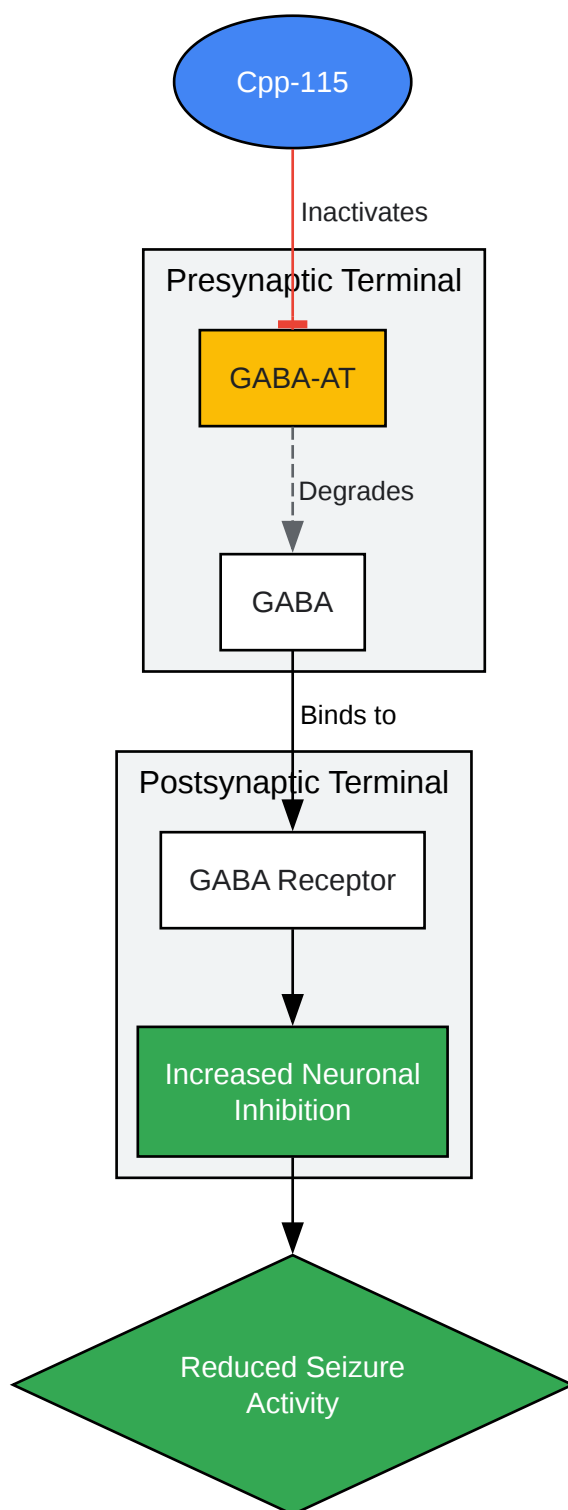 Cpp-115
Inactivates
Presynaptic Terminal
GABA-AT
Degrades
GABA
Binds to
Postsynaptic Terminal
GABA Receptor
Increased Neuronal
Inhibition
Reduced Seizure
Activity